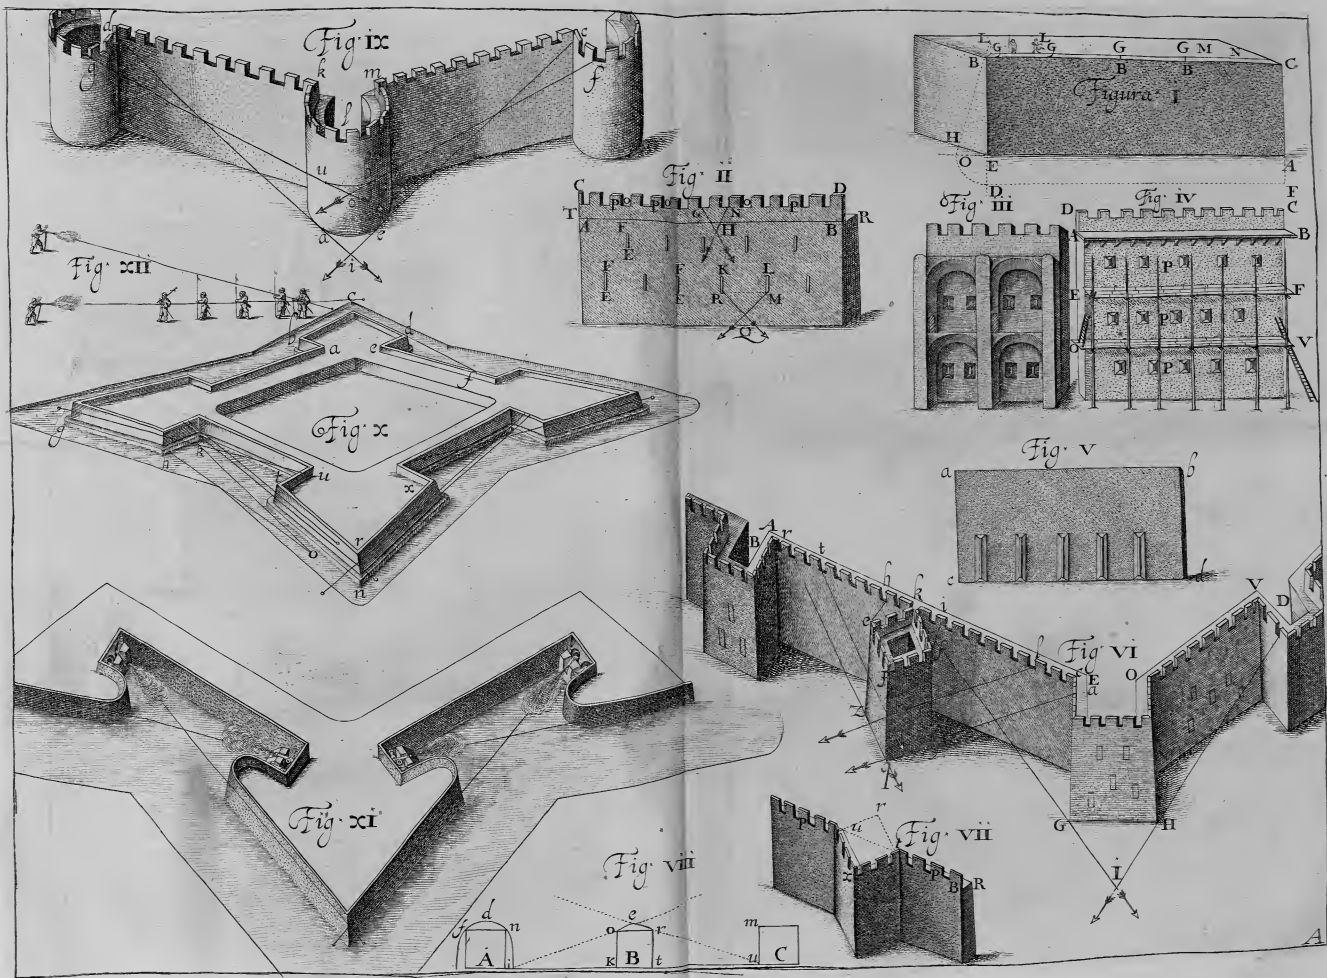 Fig. ix
d
g
k
m
l
c
f
u
o
a
e
i
Figura I
L L
G G G G M N
B B B C
H
O E A
D F
Fig. ii
C D
P o P o G N o P
T A F H B R
E
F F K L
E E R M
Q
Fig. III
Fig. iv
D C
A B
P
E F
P
O V
P
Fig. xii
Fig. x
c
b d
a e
f
g
h k
t u
x
r
o
n
Fig. V
a b
c d
Fig. VI
A
B r t
h k i
e
f
l
E O
a
V
D
Z
G H
I
Fig. xi
Fig. vii
r
u
P
x
P
B R
Fig. viii
d e
f n o r m
A i K B t u C
A